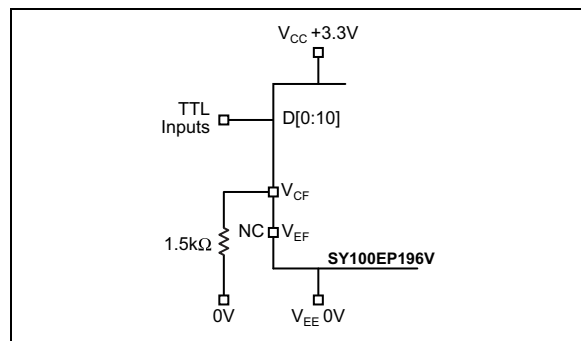 VCC +3.3V
TTL
Inputs
D[0:10]
VCF
NC VEF
1.5kΩ
SY100EP196V
0V
VEE 0V